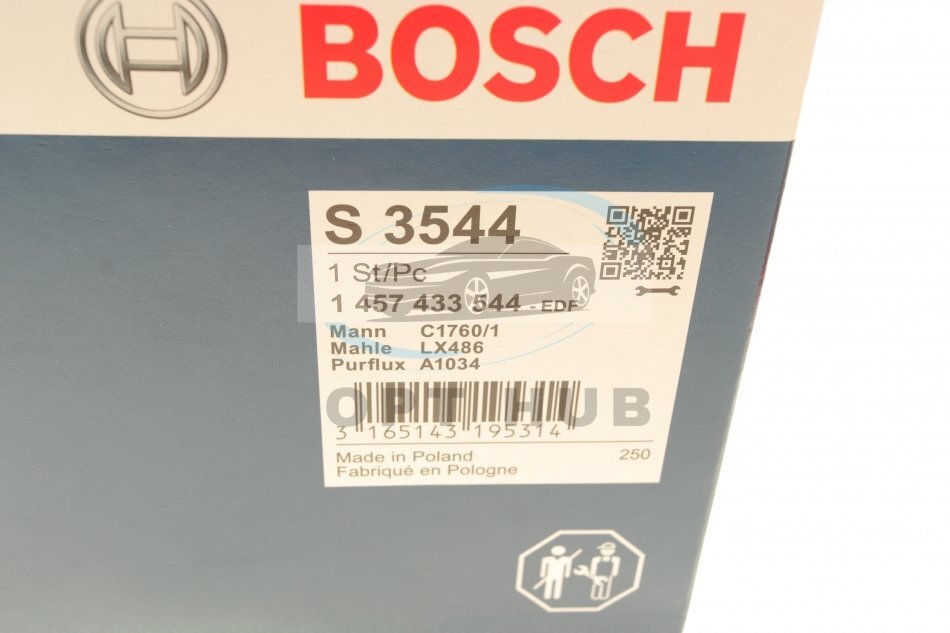 BOSCH
S 3544
1 St/Pc
1 457 433 544 - EDF
Mann C1760/1
Mahle LX486
Purflux A1034
OPT HUB
3 165143 195314
Made in Poland 250
Fabriqué en Pologne